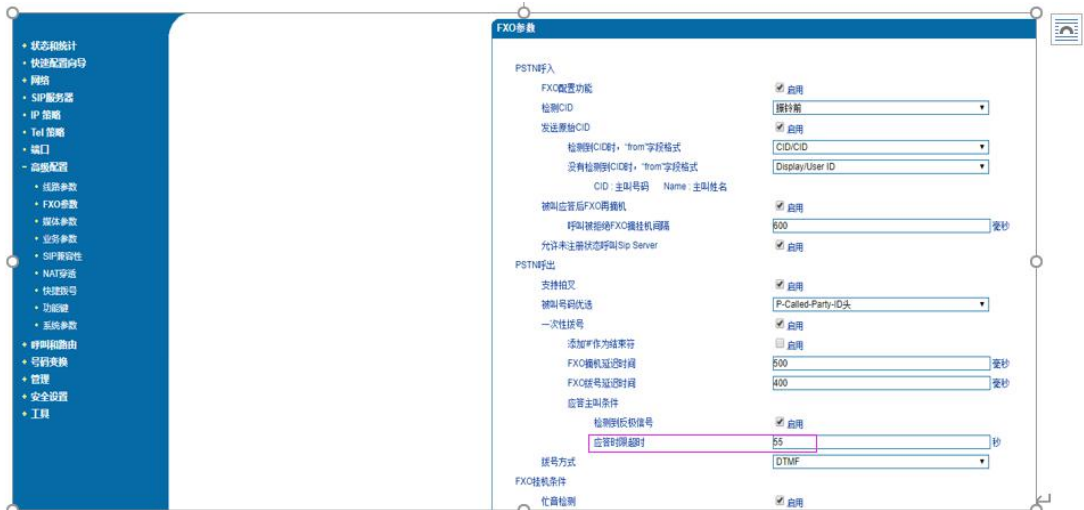 状态和统计
快速配置向导
网络
SIP服务器
IP 策略
Tel 策略
端口
高级配置
线路参数
FXO参数
媒体参数
业务参数
SIP兼容性
NAT穿透
快捷拨号
功能键
系统参数
呼叫和路由
号码变换
管理
安全设置
工具
FXO参数
PSTN呼入
FXO配置功能 启用
检测CID 振铃前
发送原始CID 启用
检测到CID时，"from"字段格式 CID/CID
没有检测到CID时，"from"字段格式 Display/User ID
CID : 主叫号码 Name : 主叫姓名
被叫应答后FXO再摘机 启用
呼叫被拒绝FXO摘挂机间隔 600 毫秒
允许未注册状态呼叫Sip Server 启用
PSTN呼出
支持拍叉 启用
被叫号码优选 P-Called-Party-ID头
一次性拨号 启用
添加'#'作为结束符 启用
FXO摘机延迟时间 500 毫秒
FXO拨号延迟时间 400 毫秒
应答主叫条件
检测到反极信号 启用
应答时限超时 55 秒
拨号方式 DTMF
FXO挂机条件
忙音检测 启用